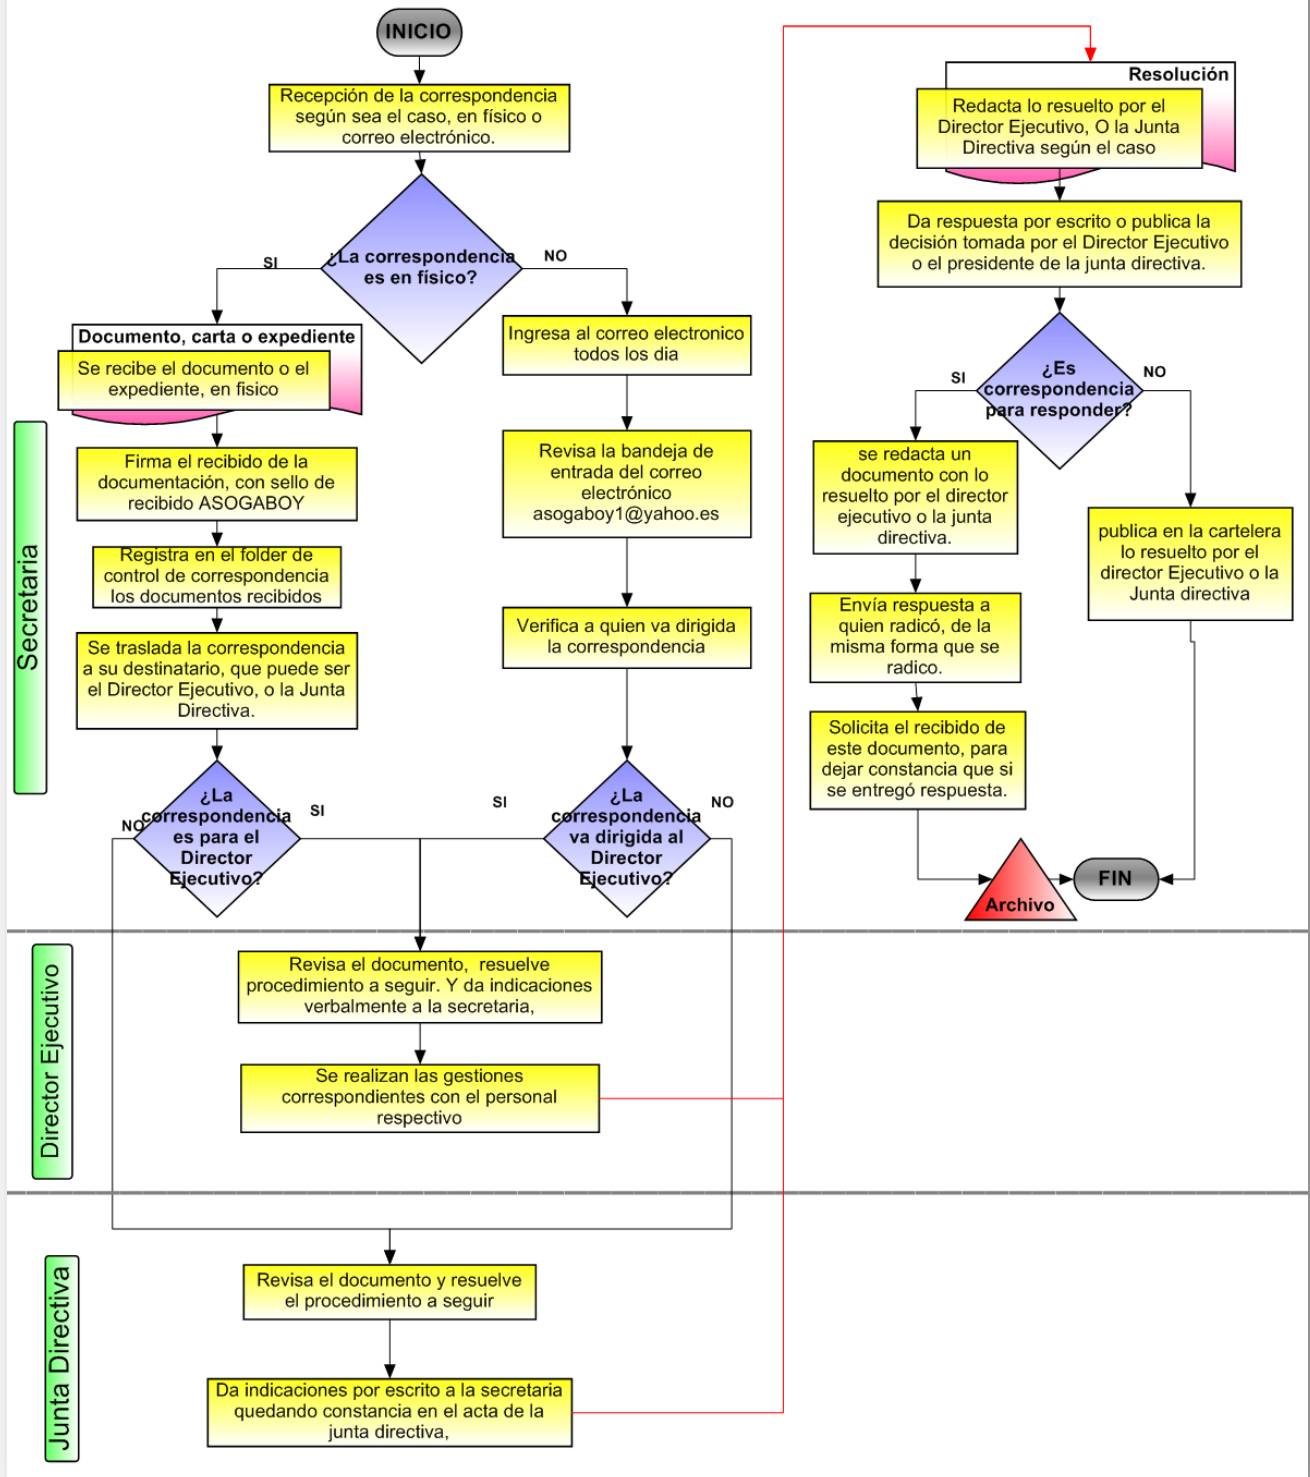 INICIO
Recepción de la correspondencia
según sea el caso, en físico o
correo electrónico.
¿La correspondencia
es en físico?
SI
NO
Documento, carta o expediente
Se recibe el documento o el
expediente, en fisico
Firma el recibido de la
documentación, con sello de
recibido ASOGABOY
Registra en el folder de
control de correspondencia
los documentos recibidos
Se traslada la correspondencia
a su destinatario, que puede ser
el Director Ejecutivo, o la Junta
Directiva.
¿La
correspondencia
es para el
Director
Ejecutivo?
NO
SI
Ingresa al correo electronico
todos los dia
Revisa la bandeja de
entrada del correo
electrónico
asogaboy1@yahoo.es
Verifica a quien va dirigida
la correspondencia
¿La
correspondencia
va dirigida al
Director
Ejecutivo?
SI
NO
Secretaria
Director Ejecutivo
Revisa el documento, resuelve
procedimiento a seguir. Y da indicaciones
verbalmente a la secretaria,
Se realizan las gestiones
correspondientes con el personal
respectivo
Junta Directiva
Revisa el documento y resuelve
el procedimiento a seguir
Da indicaciones por escrito a la secretaria
quedando constancia en el acta de la
junta directiva,
Resolución
Redacta lo resuelto por el
Director Ejecutivo, O la Junta
Directiva según el caso
Da respuesta por escrito o publica la
decisión tomada por el Director Ejecutivo
o el presidente de la junta directiva.
¿Es
correspondencia
para responder?
SI
NO
se redacta un
documento con lo
resuelto por el director
ejecutivo o la junta
directiva.
Envía respuesta a
quien radicó, de la
misma forma que se
radico.
Solicita el recibido de
este documento, para
dejar constancia que si
se entregó respuesta.
publica en la cartelera
lo resuelto por el
director Ejecutivo o la
Junta directiva
Archivo
FIN